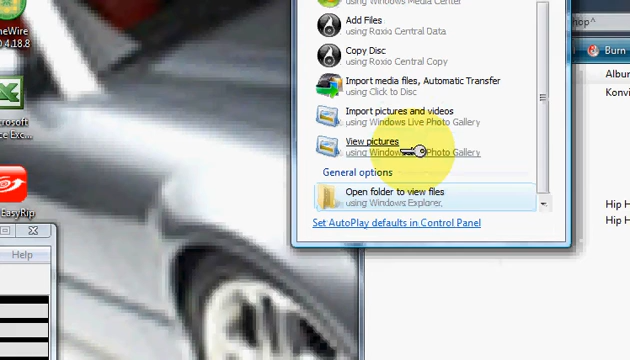 using Windows Media Center
Add Files
using Roxio Central Data
Copy Disc
using Roxio Central Copy
Import media files, Automatic Transfer
using Click to Disc
Import pictures and videos
using Windows Live Photo Gallery
View pictures
using Windows Photo Gallery
General options
Open folder to view files
using Windows Explorer
Set AutoPlay defaults in Control Panel
eWire
4.18.8
rosoft
e Exc...
EasyRip
Help
hop^
Burn
Albu
Konvi
Hip H
Hip H